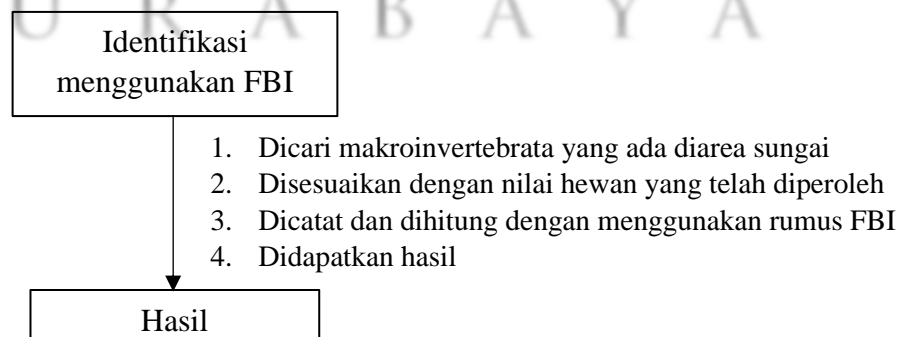 U R A B A Y A
Identifikasi
menggunakan FBI
1. Dicari makroinvertebrata yang ada diarea sungai
2. Disesuaikan dengan nilai hewan yang telah diperoleh
3. Dicatat dan dihitung dengan menggunakan rumus FBI
4. Didapatkan hasil
Hasil